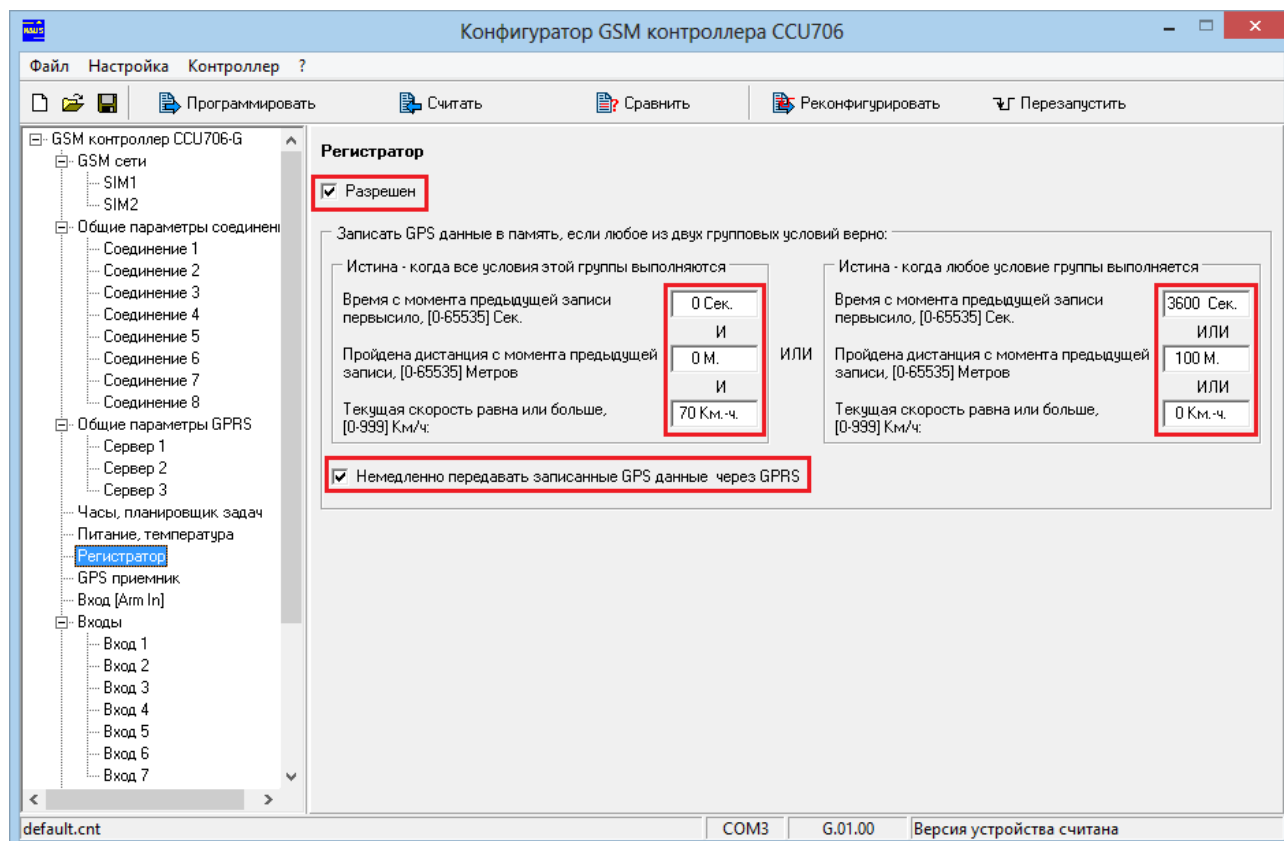 Конфигуратор GSM контроллера CCU706
Файл Настройка Контроллер ?
Программировать Считать Сравнить Реконфигурировать Перезапустить
GSM контроллер CCU706-G
GSM сети
SIM1
SIM2
Общие параметры соединени
Соединение 1
Соединение 2
Соединение 3
Соединение 4
Соединение 5
Соединение 6
Соединение 7
Соединение 8
Общие параметры GPRS
Сервер 1
Сервер 2
Сервер 3
Часы, планировщик задач
Питание, температура
Регистратор
GPS приемник
Вход [Arm In]
Входы
Вход 1
Вход 2
Вход 3
Вход 4
Вход 5
Вход 6
Вход 7
Регистратор
Разрешен
Записать GPS данные в память, если любое из двух групповых условий верно:
Истина - когда все условия этой группы выполняются
Время с момента предыдущей записи
первысило, [0-65535] Сек.
0 Сек.
И
Пройдена дистанция с момента предыдущей
записи, [0-65535] Метров
0 М.
И
Текущая скорость равна или больше,
[0-999] Км/ч:
70 Км.-ч.
ИЛИ
Истина - когда любое условие группы выполняется
Время с момента предыдущей записи
первысило, [0-65535] Сек.
3600 Сек.
ИЛИ
Пройдена дистанция с момента предыдущей
записи, [0-65535] Метров
100 М.
ИЛИ
Текущая скорость равна или больше,
[0-999] Км/ч:
0 Км.-ч.
Немедленно передавать записанные GPS данные через GPRS
default.cnt COM3 G.01.00 Версия устройства считана